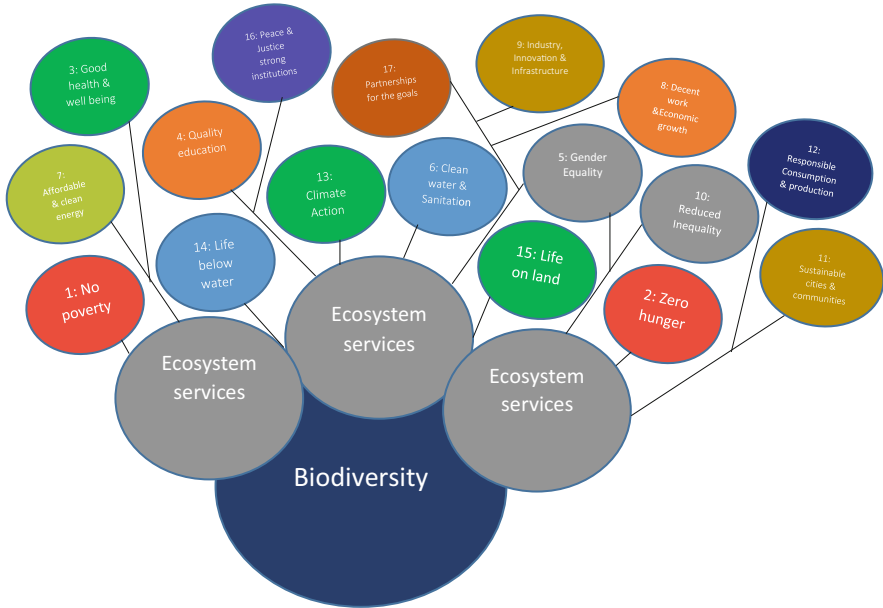 16: Peace &
Justice
strong
institutions
9: Industry,
Innovation &
Infrastructure
3: Good
health &
well being
17:
Partnerships
for the goals
8: Decent
work
&Economic
growth
4: Quality
education
12:
Responsible
Consumption
& production
5: Gender
Equality
6: Clean
water &
Sanitation
7:
Affordable
& clean
energy
13:
Climate
Action
10:
Reduced
Inequality
14: Life
below
water
15: Life
on land
11:
Sustainable
cities &
communities
1: No
poverty
2: Zero
hunger
Ecosystem
services
Ecosystem
services
Ecosystem
services
Biodiversity